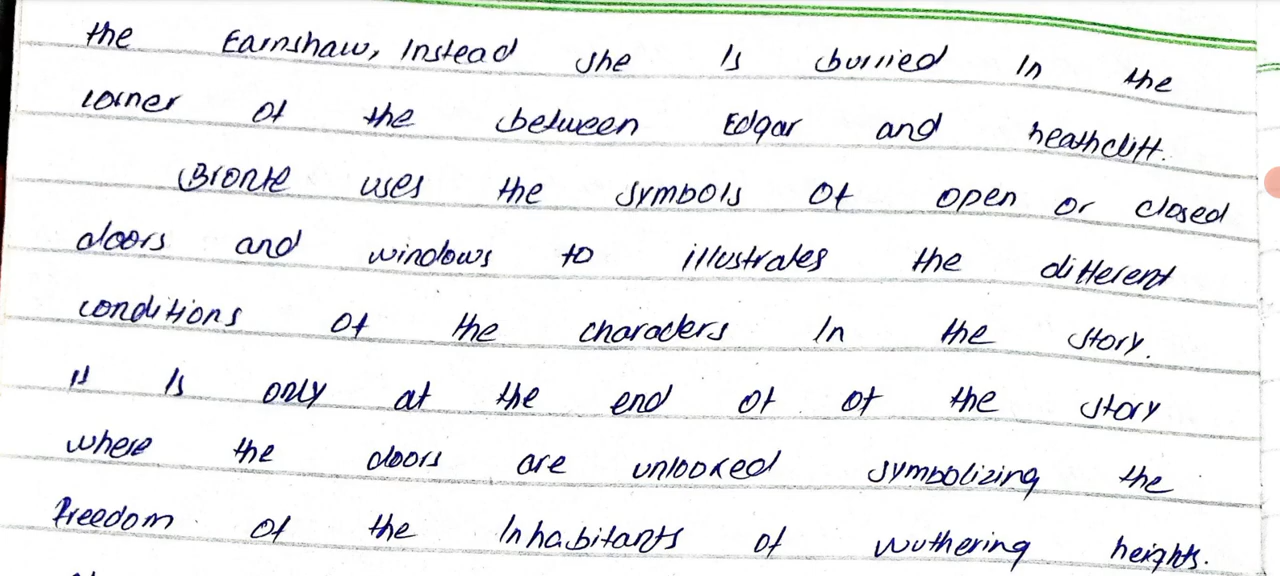 the Earnshaw, Instead she Is burried In the
corner of the between Edgar and heathcliff.
Bronte uses the symbols of open or closed
doors and windows to illustrates the different
conditions of the characters In the story.
It Is only at the end of of the story
where the doors are unlooked symbolizing the
Freedom of the Inhabitants of wuthering heights.